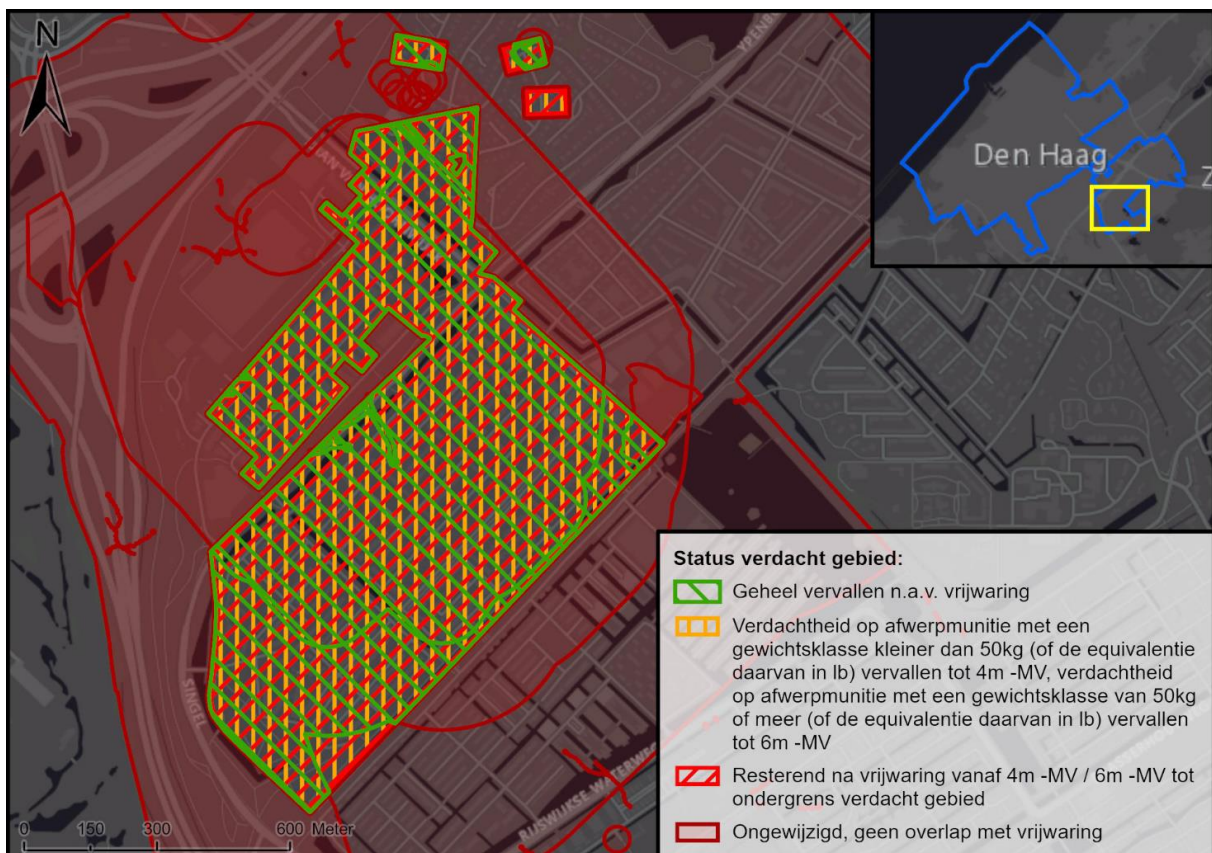 N
YPENBU
Den Haag
Z
SINGEL
RIJSWIJKSE WATERWEG
0 150 300 600 Meter
Status verdacht gebied:
Geheel vervallen n.a.v. vrijwaring
Verdachtheid op afwerpmunitie met een
gewichtsklasse kleiner dan 50kg (of de equivalentie
daarvan in lb) vervallen tot 4m -MV, verdachtheid
op afwerpmunitie met een gewichtsklasse van 50kg
of meer (of de equivalentie daarvan in lb) vervallen
tot 6m -MV
Resterend na vrijwaring vanaf 4m -MV / 6m -MV tot
ondergrens verdacht gebied
Ongewijzigd, geen overlap met vrijwaring